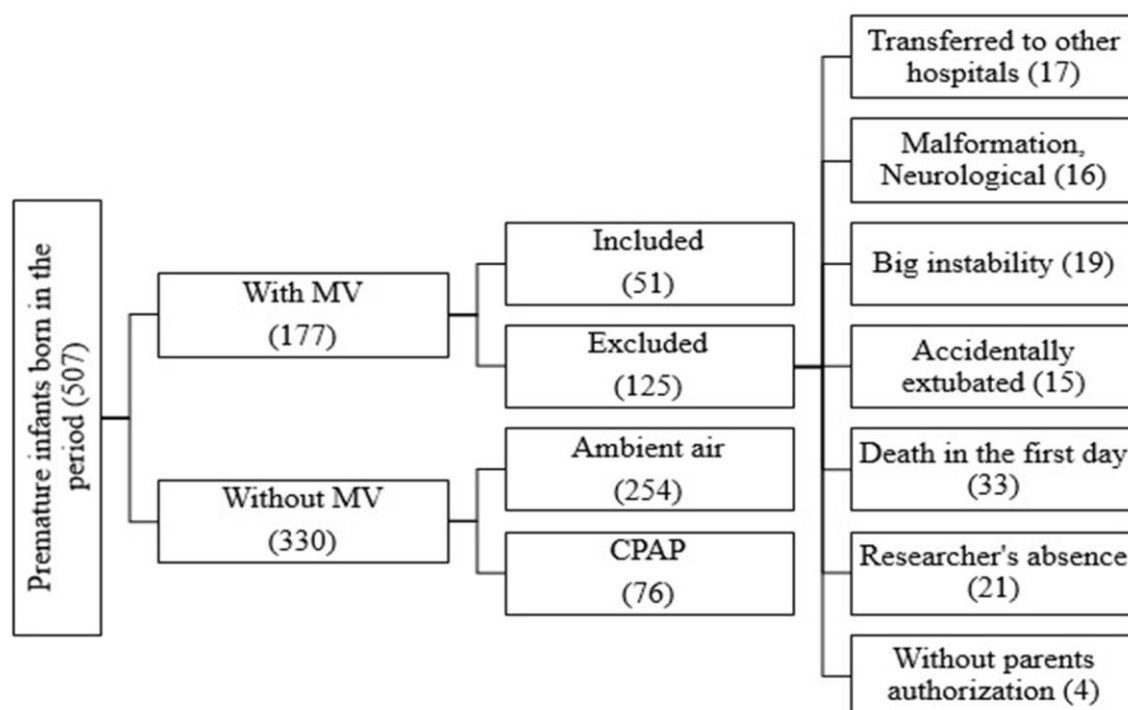 Premature infants born in the
period (507)
With MV
(177)
Without MV
(330)
Included
(51)
Excluded
(125)
Ambient air
(254)
CPAP
(76)
Transferred to other
hospitals (17)
Malformation,
Neurological (16)
Big instability (19)
Accidentally
extubated (15)
Death in the first day
(33)
Researcher's absence
(21)
Without parents
authorization (4)